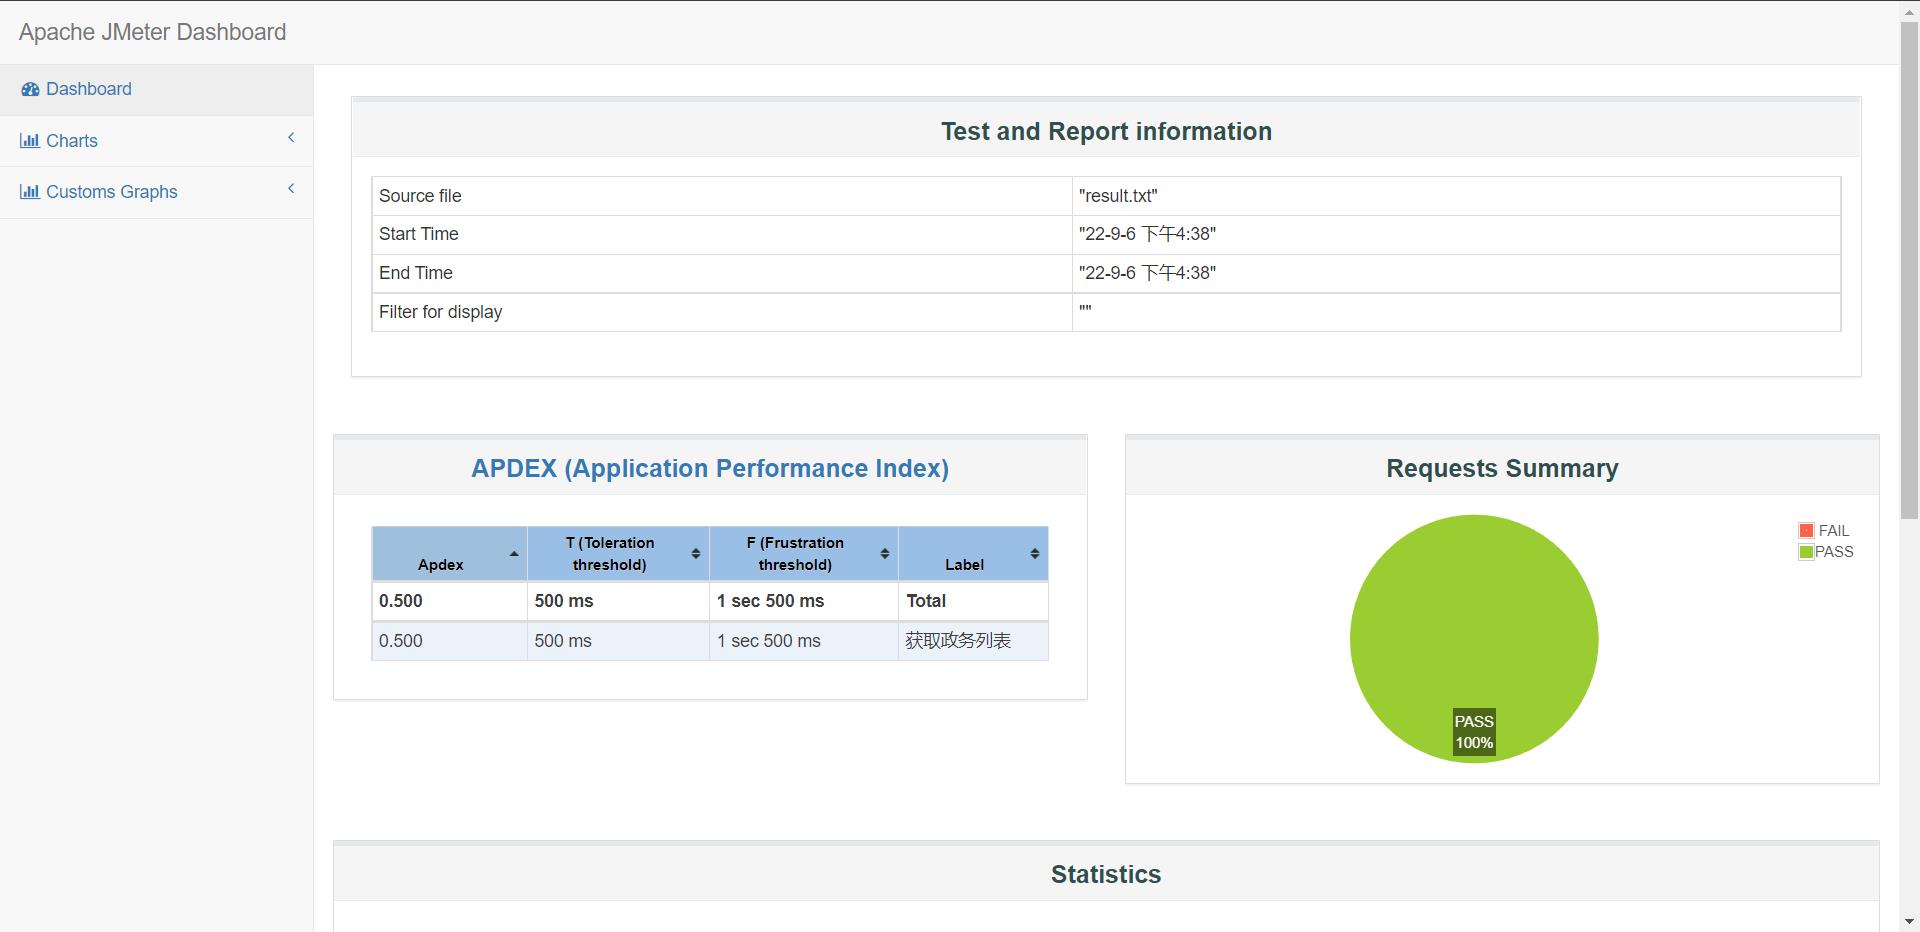 Apache JMeter Dashboard
Dashboard
Charts
Customs Graphs
Test and Report information
Source file "result.txt"
Start Time "22-9-6 下午4:38"
End Time "22-9-6 下午4:38"
Filter for display ""
APDEX (Application Performance Index)
Apdex T (Toleration threshold) F (Frustration threshold) Label
0.500 500 ms 1 sec 500 ms Total
0.500 500 ms 1 sec 500 ms 获取政务列表
Requests Summary
FAIL
PASS
PASS
100%
Statistics